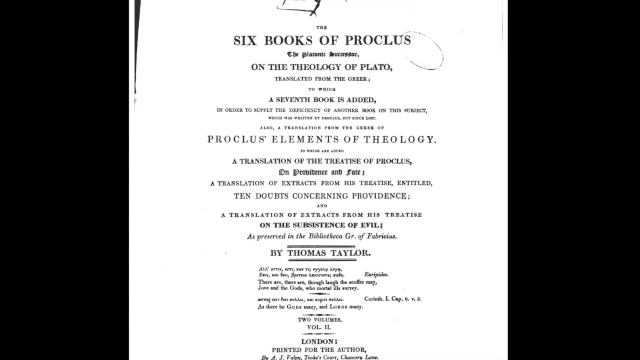 THE
SIX BOOKS OF PROCLUS
The Platonic Successor,
ON THE THEOLOGY OF PLATO,
TRANSLATED FROM THE GREEK;
TO WHICH
A SEVENTH BOOK IS ADDED,
IN ORDER TO SUPPLY THE DEFICIENCY OF ANOTHER BOOK ON THIS SUBJECT,
WHICH WAS WRITTEN BY PROCLUS, BUT SINCE LOST.
ALSO, A TRANSLATION FROM THE GREEK OF
PROCLUS' ELEMENTS OF THEOLOGY.
TO WHICH ARE ADDED
A TRANSLATION OF THE TREATISE OF PROCLUS,
On Providence and Fate;
A TRANSLATION OF EXTRACTS FROM HIS TREATISE, ENTITLED,
TEN DOUBTS CONCERNING PROVIDENCE;
AND
A TRANSLATION OF EXTRACTS FROM HIS TREATISE
ON THE SUBSISTENCE OF EVIL;
As preserved in the Bibliotheca Gr. of Fabricius.
BY THOMAS TAYLOR.
Euripides.
There are, there are, though laugh the scoffer may,
Jove and the Gods, who mortal ills survey.
Corinth. I. Cap. 8. v. 5.
As there be GODS many, and LORDS many.
TWO VOLUMES.
VOL. II.
LONDON:
PRINTED FOR THE AUTHOR,
By A. J. Valpy, Tooke's Court, Chancery Lane.